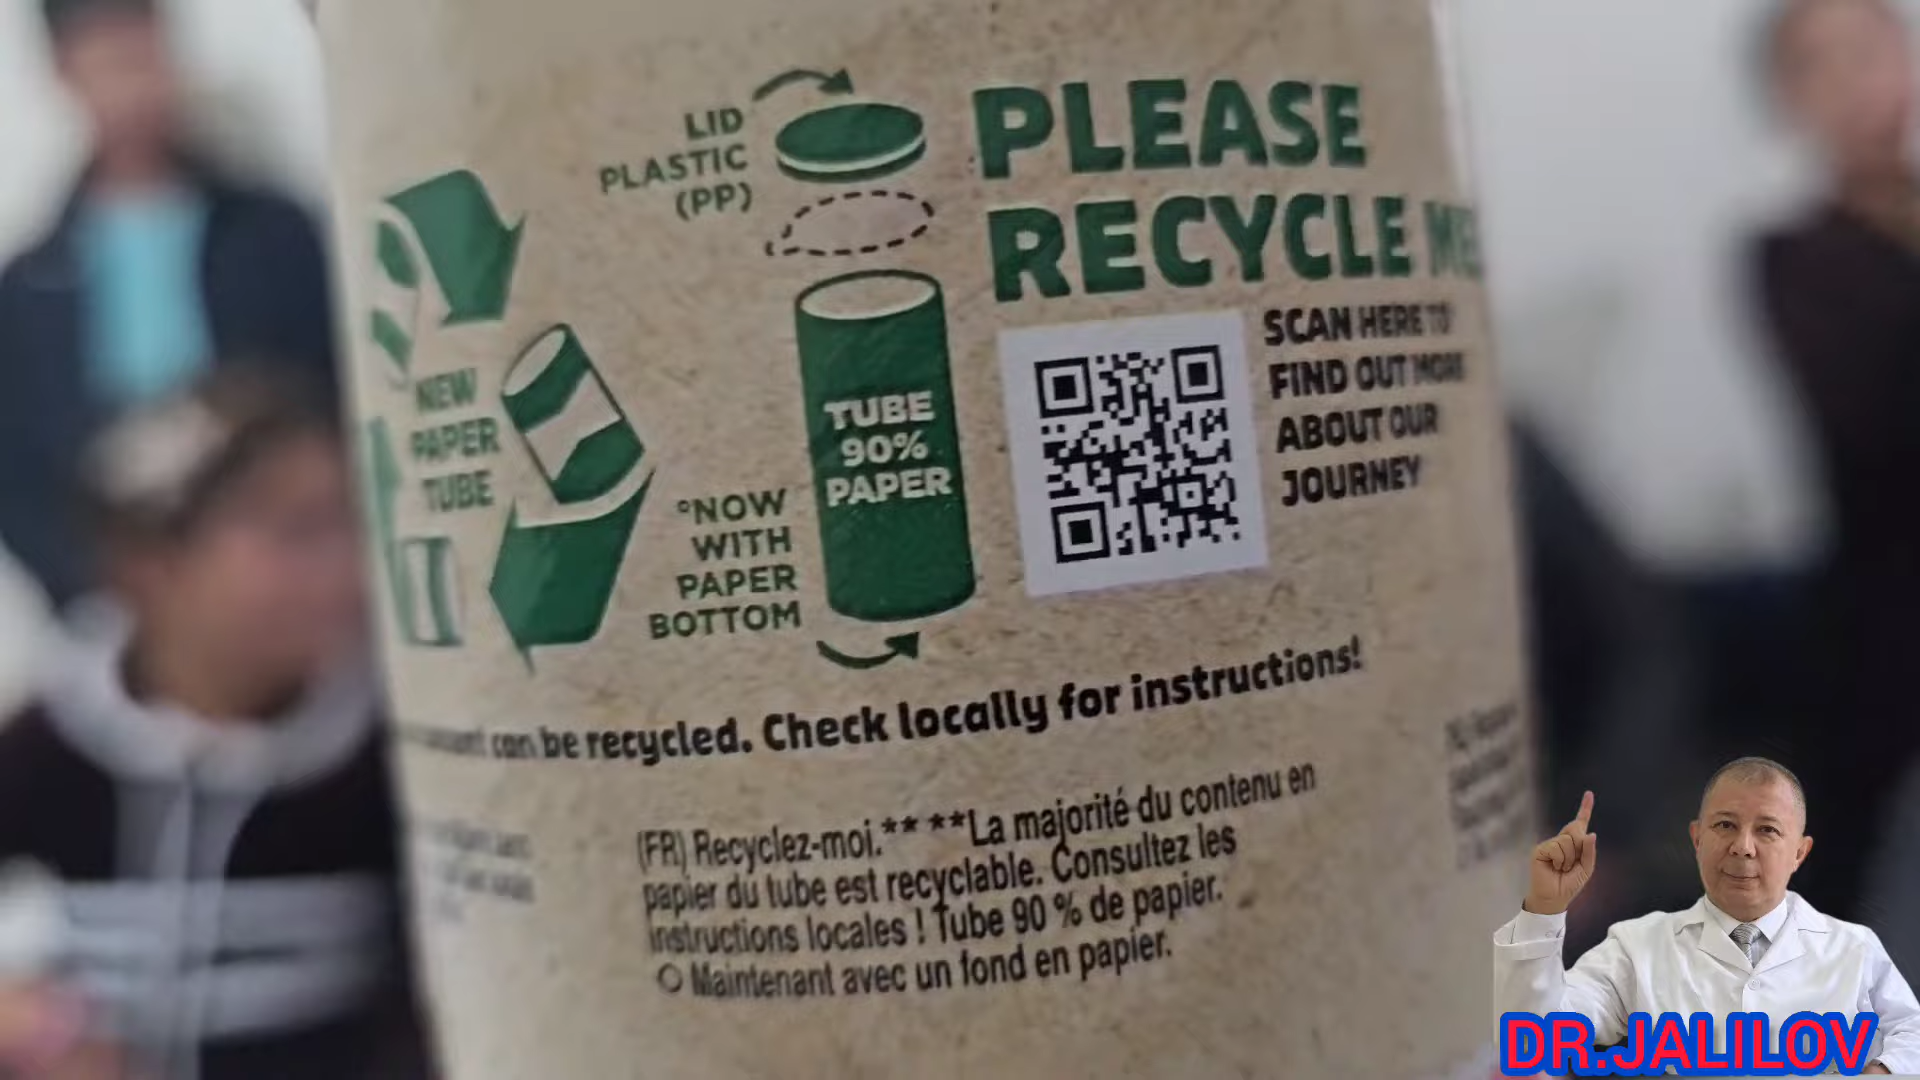 LID
PLASTIC
(PP)
PLEASE
RECYCLE ME
NEW
PAPER
TUBE
TUBE
90%
PAPER
°NOW
WITH
PAPER
BOTTOM
SCAN HERE TO
FIND OUT MORE
ABOUT OUR
JOURNEY
can be recycled. Check locally for instructions!
(FR) Recyclez-moi.** **La majorité du contenu en
papier du tube est recyclable. Consultez les
instructions locales ! Tube 90 % de papier.
O Maintenant avec un fond en papier.
DR.JALILOV